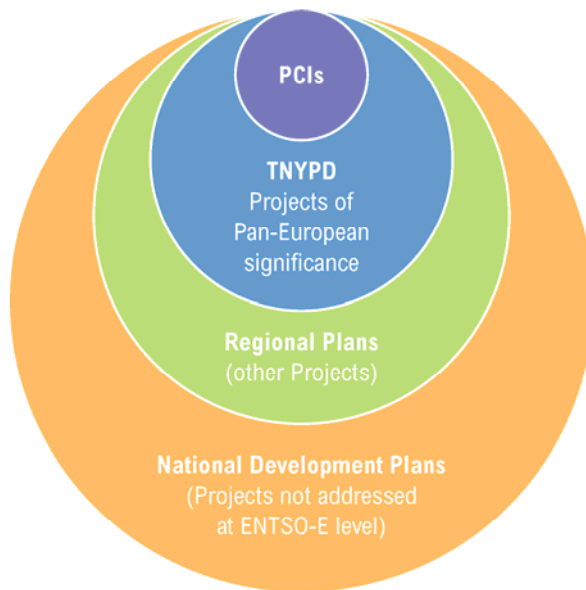 PCIs
TNYPD
Projects of
Pan-European
significance
Regional Plans
(other Projects)
National Development Plans
(Projects not addressed
at ENTSO-E level)